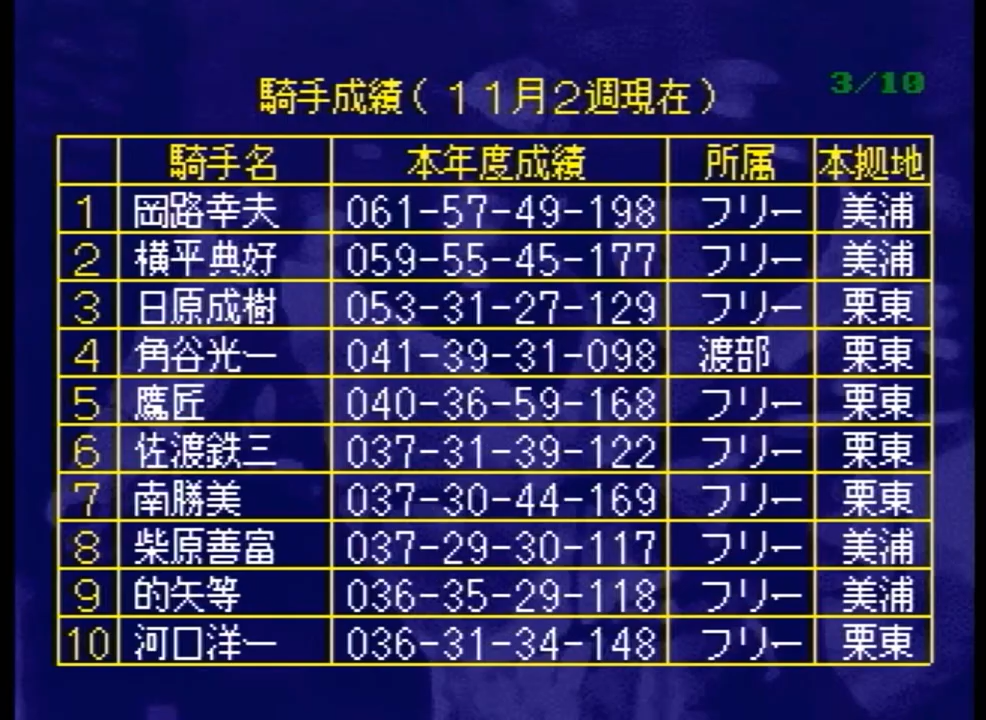 3/10
騎手成績(11月2週現在)
騎手名 本年度成績 所属 本拠地
1 岡路幸夫 061-57-49-198 フリー 美浦
2 横平典好 059-55-45-177 フリー 美浦
3 日原成樹 053-31-27-129 フリー 栗東
4 角谷光一 041-39-31-098 渡部 栗東
5 鷹匠 040-36-59-168 フリー 栗東
6 佐渡鉄三 037-31-39-122 フリー 栗東
7 南勝美 037-30-44-169 フリー 栗東
8 柴原善富 037-29-30-117 フリー 美浦
9 的矢等 036-35-29-118 フリー 美浦
10 河口洋一 036-31-34-148 フリー 栗東